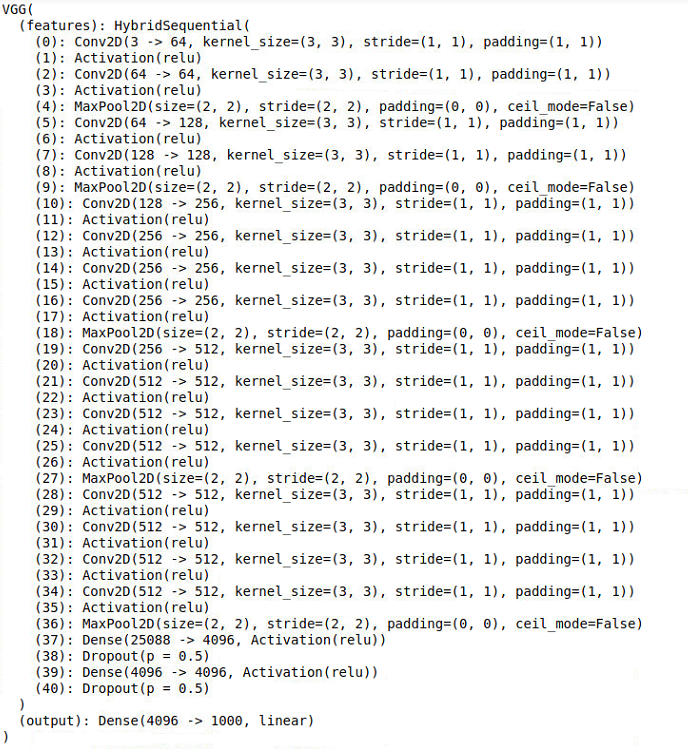 VGG(
  (features): HybridSequential(
    (0): Conv2D(3 -> 64, kernel_size=(3, 3), stride=(1, 1), padding=(1, 1))
    (1): Activation(relu)
    (2): Conv2D(64 -> 64, kernel_size=(3, 3), stride=(1, 1), padding=(1, 1))
    (3): Activation(relu)
    (4): MaxPool2D(size=(2, 2), stride=(2, 2), padding=(0, 0), ceil_mode=False)
    (5): Conv2D(64 -> 128, kernel_size=(3, 3), stride=(1, 1), padding=(1, 1))
    (6): Activation(relu)
    (7): Conv2D(128 -> 128, kernel_size=(3, 3), stride=(1, 1), padding=(1, 1))
    (8): Activation(relu)
    (9): MaxPool2D(size=(2, 2), stride=(2, 2), padding=(0, 0), ceil_mode=False)
    (10): Conv2D(128 -> 256, kernel_size=(3, 3), stride=(1, 1), padding=(1, 1))
    (11): Activation(relu)
    (12): Conv2D(256 -> 256, kernel_size=(3, 3), stride=(1, 1), padding=(1, 1))
    (13): Activation(relu)
    (14): Conv2D(256 -> 256, kernel_size=(3, 3), stride=(1, 1), padding=(1, 1))
    (15): Activation(relu)
    (16): Conv2D(256 -> 256, kernel_size=(3, 3), stride=(1, 1), padding=(1, 1))
    (17): Activation(relu)
    (18): MaxPool2D(size=(2, 2), stride=(2, 2), padding=(0, 0), ceil_mode=False)
    (19): Conv2D(256 -> 512, kernel_size=(3, 3), stride=(1, 1), padding=(1, 1))
    (20): Activation(relu)
    (21): Conv2D(512 -> 512, kernel_size=(3, 3), stride=(1, 1), padding=(1, 1))
    (22): Activation(relu)
    (23): Conv2D(512 -> 512, kernel_size=(3, 3), stride=(1, 1), padding=(1, 1))
    (24): Activation(relu)
    (25): Conv2D(512 -> 512, kernel_size=(3, 3), stride=(1, 1), padding=(1, 1))
    (26): Activation(relu)
    (27): MaxPool2D(size=(2, 2), stride=(2, 2), padding=(0, 0), ceil_mode=False)
    (28): Conv2D(512 -> 512, kernel_size=(3, 3), stride=(1, 1), padding=(1, 1))
    (29): Activation(relu)
    (30): Conv2D(512 -> 512, kernel_size=(3, 3), stride=(1, 1), padding=(1, 1))
    (31): Activation(relu)
    (32): Conv2D(512 -> 512, kernel_size=(3, 3), stride=(1, 1), padding=(1, 1))
    (33): Activation(relu)
    (34): Conv2D(512 -> 512, kernel_size=(3, 3), stride=(1, 1), padding=(1, 1))
    (35): Activation(relu)
    (36): MaxPool2D(size=(2, 2), stride=(2, 2), padding=(0, 0), ceil_mode=False)
    (37): Dense(25088 -> 4096, Activation(relu))
    (38): Dropout(p = 0.5)
    (39): Dense(4096 -> 4096, Activation(relu))
    (40): Dropout(p = 0.5)
  )
  (output): Dense(4096 -> 1000, linear)
)